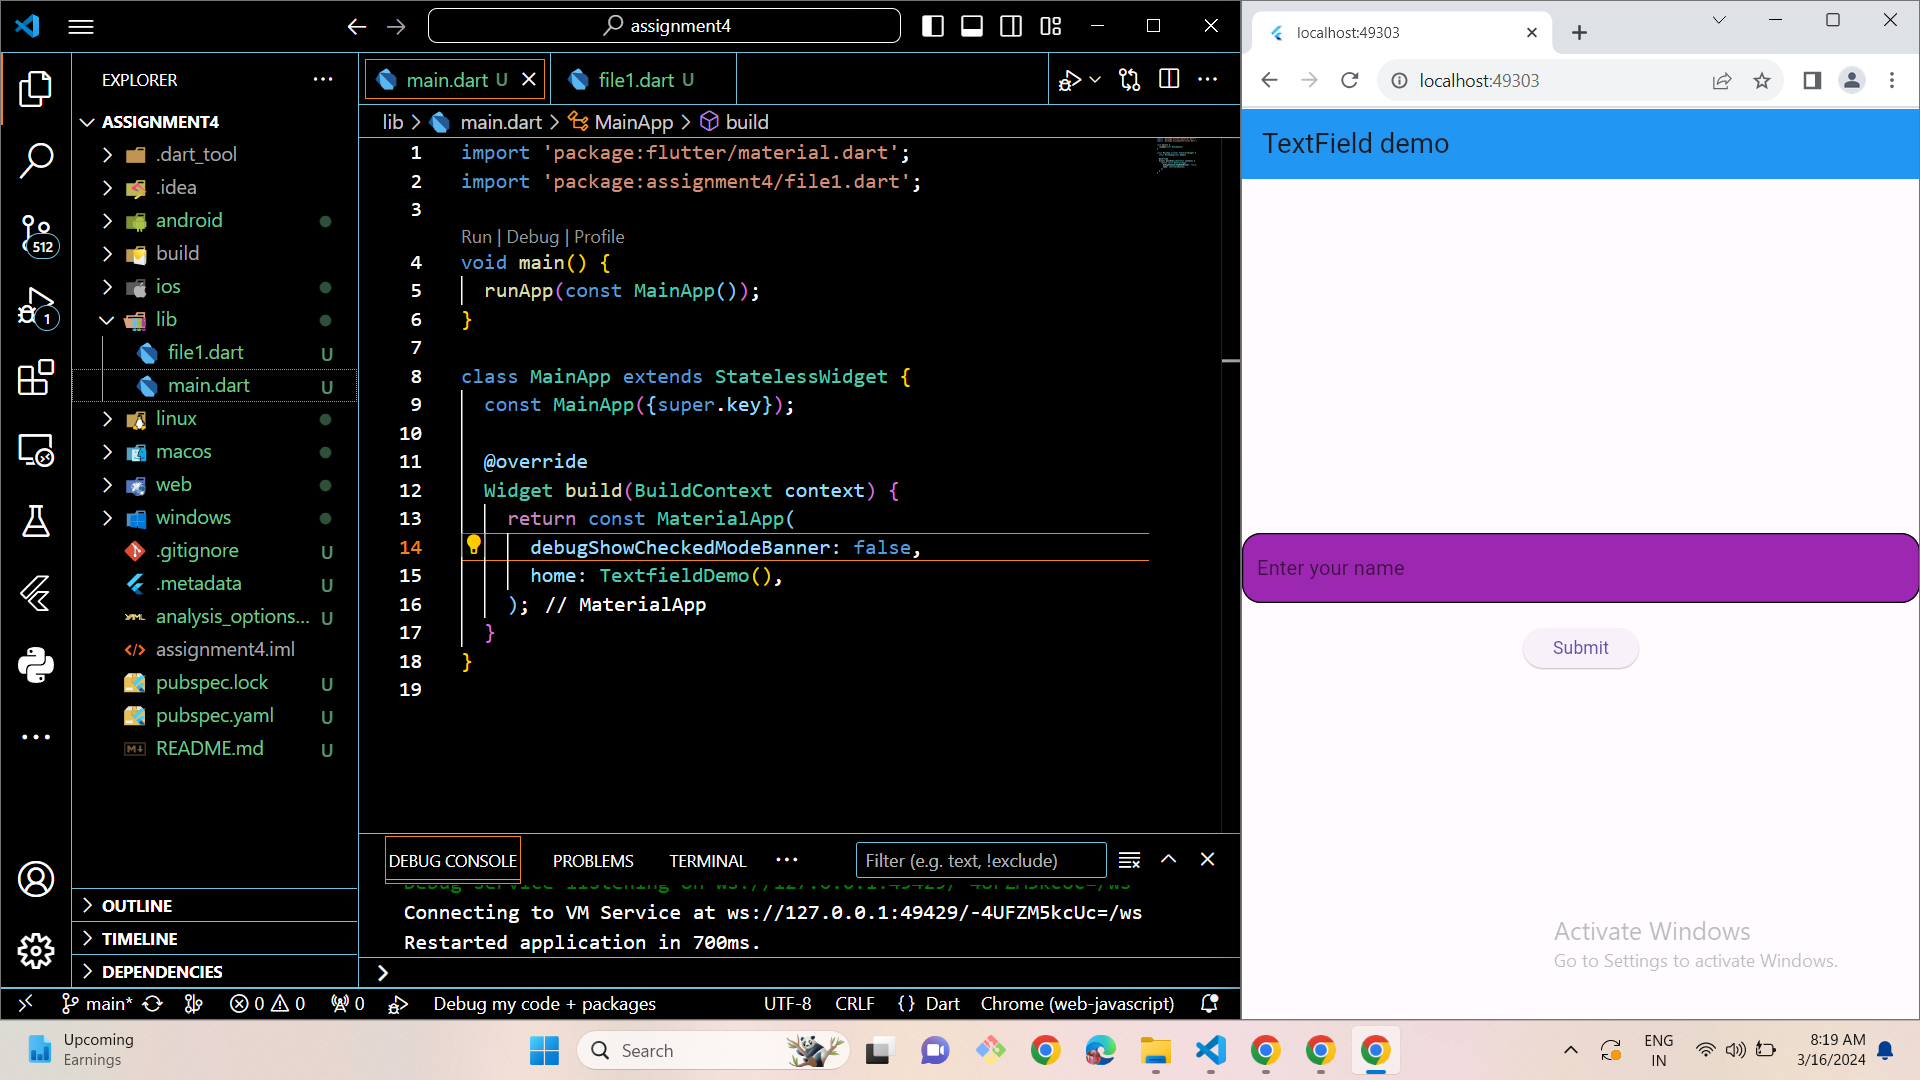 assignment4
EXPLORER
ASSIGNMENT4
.dart_tool
.idea
android
build
ios
lib
file1.dart U
main.dart U
linux
macos
web
windows
.gitignore U
.metadata U
analysis_options... U
assignment4.iml
pubspec.lock U
pubspec.yaml U
README.md U
OUTLINE
TIMELINE
DEPENDENCIES
512
1
main.dart U
file1.dart U
lib > main.dart > MainApp > build
1 import 'package:flutter/material.dart';
2 import 'package:assignment4/file1.dart';
3
Run | Debug | Profile
4 void main() {
5 runApp(const MainApp());
6 }
7
8 class MainApp extends StatelessWidget {
9 const MainApp({super.key});
10
11 @override
12 Widget build(BuildContext context) {
13 return const MaterialApp(
14 debugShowCheckedModeBanner: false,
15 home: TextfieldDemo(),
16 ); // MaterialApp
17 }
18 }
19
DEBUG CONSOLE PROBLEMS TERMINAL
Filter (e.g. text, !exclude)
Debug service listening on ws://127.0.0.1:49429/-4UFZM5kcUc=/ws
Connecting to VM Service at ws://127.0.0.1:49429/-4UFZM5kcUc=/ws
Restarted application in 700ms.
main* 0 0 0 Debug my code + packages UTF-8 CRLF {} Dart Chrome (web-javascript)
localhost:49303
localhost:49303
TextField demo
Enter your name
Submit
Activate Windows
Go to Settings to activate Windows.
Upcoming
Earnings
Search
ENG
IN
8:19 AM
3/16/2024